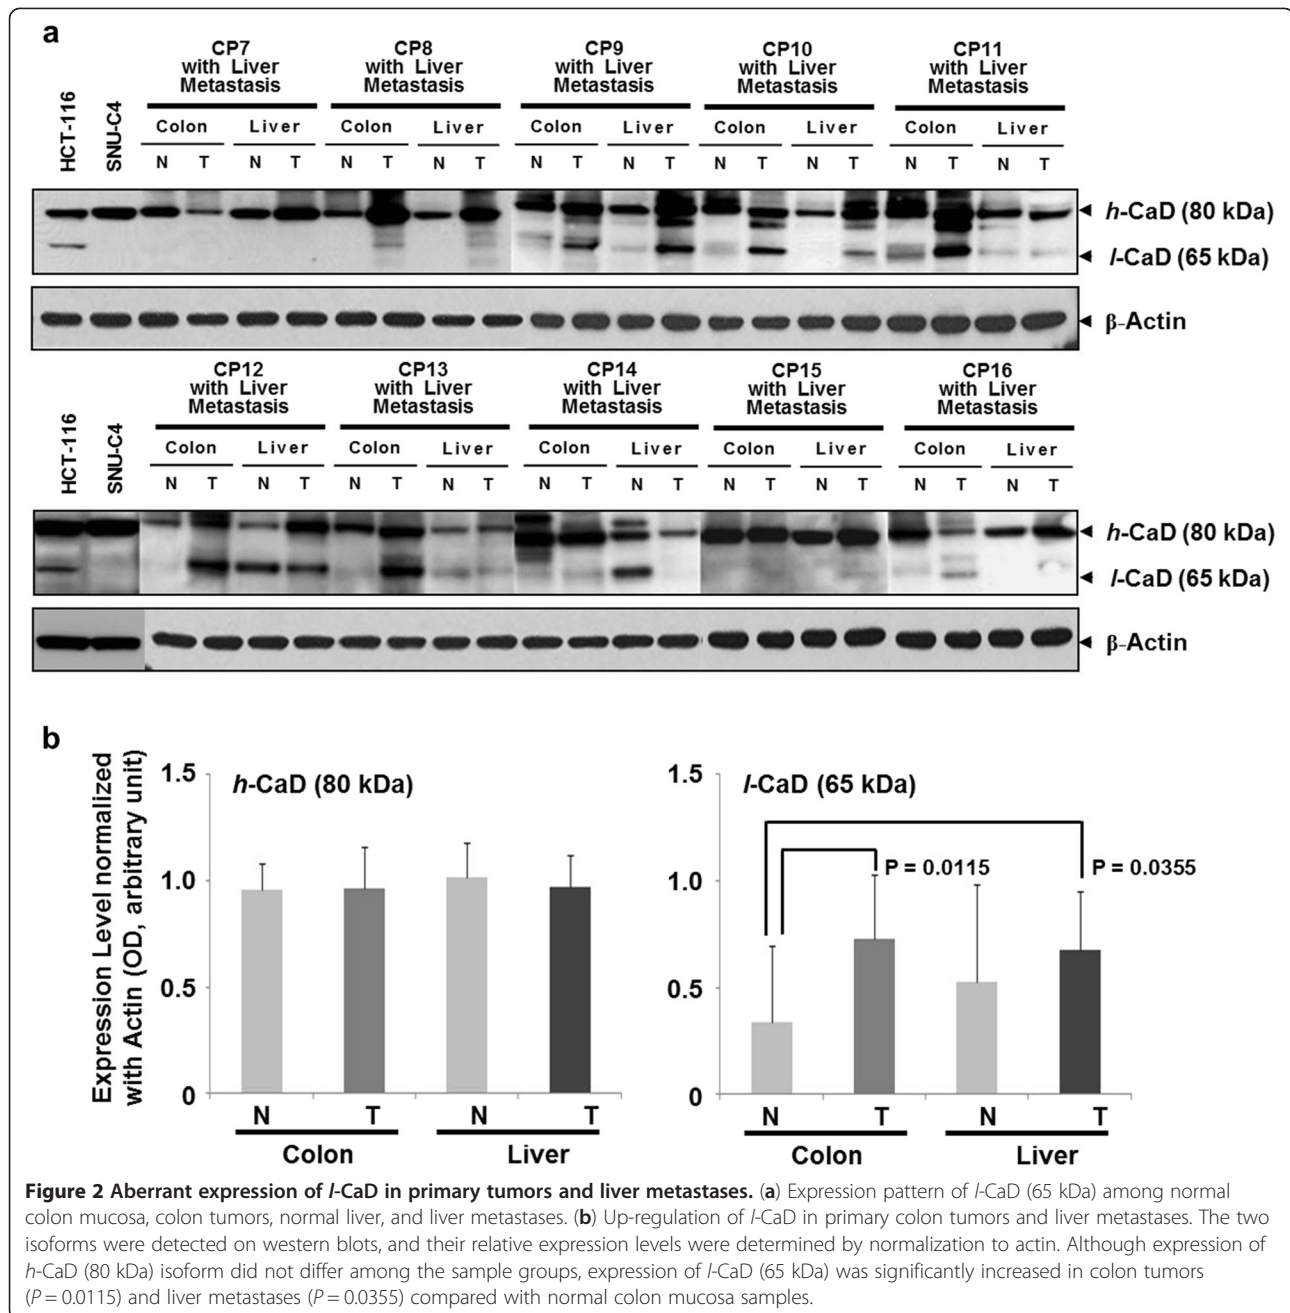 a
CP7 with Liver Metastasis
CP8 with Liver Metastasis
CP9 with Liver Metastasis
CP10 with Liver Metastasis
CP11 with Liver Metastasis
HCT-116
SNU-C4
Colon Liver Colon Liver Colon Liver Colon Liver Colon Liver
N T N T N T N T N T N T N T N T N T N T
h-CaD (80 kDa)
l-CaD (65 kDa)
β-Actin
CP12 with Liver Metastasis
CP13 with Liver Metastasis
CP14 with Liver Metastasis
CP15 with Liver Metastasis
CP16 with Liver Metastasis
HCT-116
SNU-C4
Colon Liver Colon Liver Colon Liver Colon Liver Colon Liver
N T N T N T N T N T N T N T N T N T N T
h-CaD (80 kDa)
l-CaD (65 kDa)
β-Actin
b
Expression Level normalized
with Actin (OD, arbitrary unit)
1.5
1.0
0.5
0
h-CaD (80 kDa)
N T N T
Colon Liver
1.5
1.0
0.5
0
l-CaD (65 kDa)
P = 0.0115
P = 0.0355
N T N T
Colon Liver
Figure 2 Aberrant expression of l-CaD in primary tumors and liver metastases. (a) Expression pattern of l-CaD (65 kDa) among normal
colon mucosa, colon tumors, normal liver, and liver metastases. (b) Up-regulation of l-CaD in primary colon tumors and liver metastases. The two
isoforms were detected on western blots, and their relative expression levels were determined by normalization to actin. Although expression of
h-CaD (80 kDa) isoform did not differ among the sample groups, expression of l-CaD (65 kDa) was significantly increased in colon tumors
(P = 0.0115) and liver metastases (P = 0.0355) compared with normal colon mucosa samples.